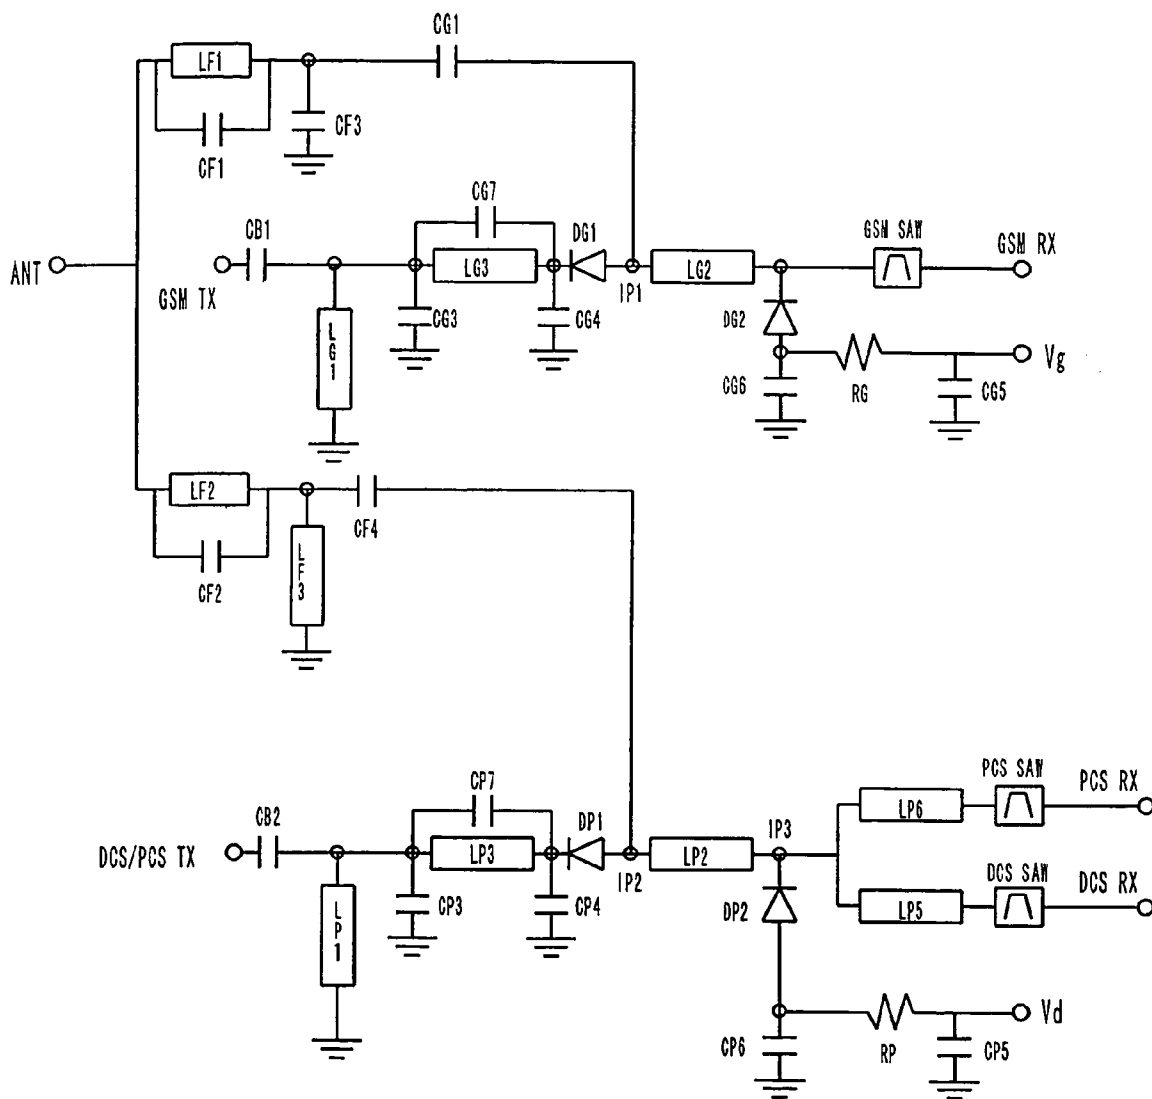 CG1
LF1
CF3
CF1
CG7
CB1
DG1
GSM SAW
GSM RX
ANT
LG3
LG2
GSM TX
IP1
CG3
CG4
DG2
LG1
Vg
CG6
RG
CG5
LF2
CF4
CF2
LF3
CP7
PCS SAW
PCS RX
CB2
DP1
IP3
LP6
DCS/PCS TX
LP3
LP2
IP2
DCS SAW
DCS RX
CP3
CP4
DP2
LP5
LP1
Vd
CP6
RP
CP5